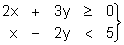 2x + 3y ≥ 0
x - 2y < 5}